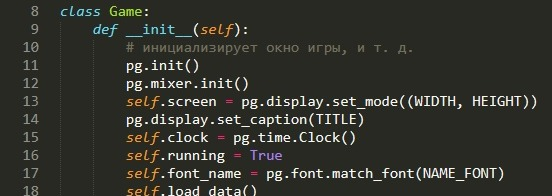 8 class Game:
9 def __init__(self):
10 # инициализирует окно игры, и т. д.
11 pg.init()
12 pg.mixer.init()
13 self.screen = pg.display.set_mode((WIDTH, HEIGHT))
14 pg.display.set_caption(TITLE)
15 self.clock = pg.time.Clock()
16 self.running = True
17 self.font_name = pg.font.match_font(NAME_FONT)
18 self.load_data()